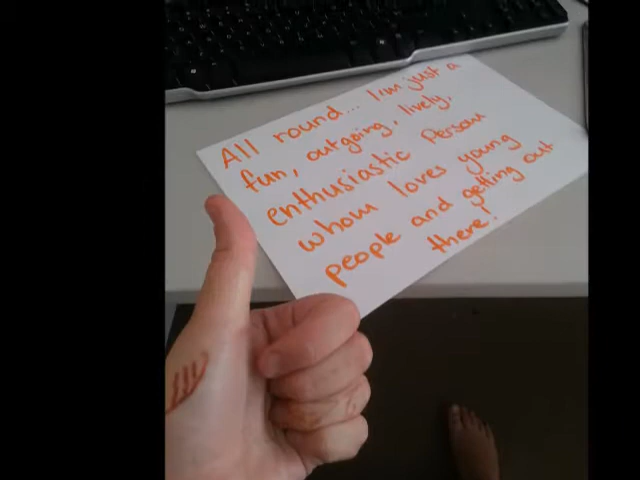 All round... I'm just a
fun, outgoing, lively,
enthusiastic Person
whom loves young
people and getting out
there!